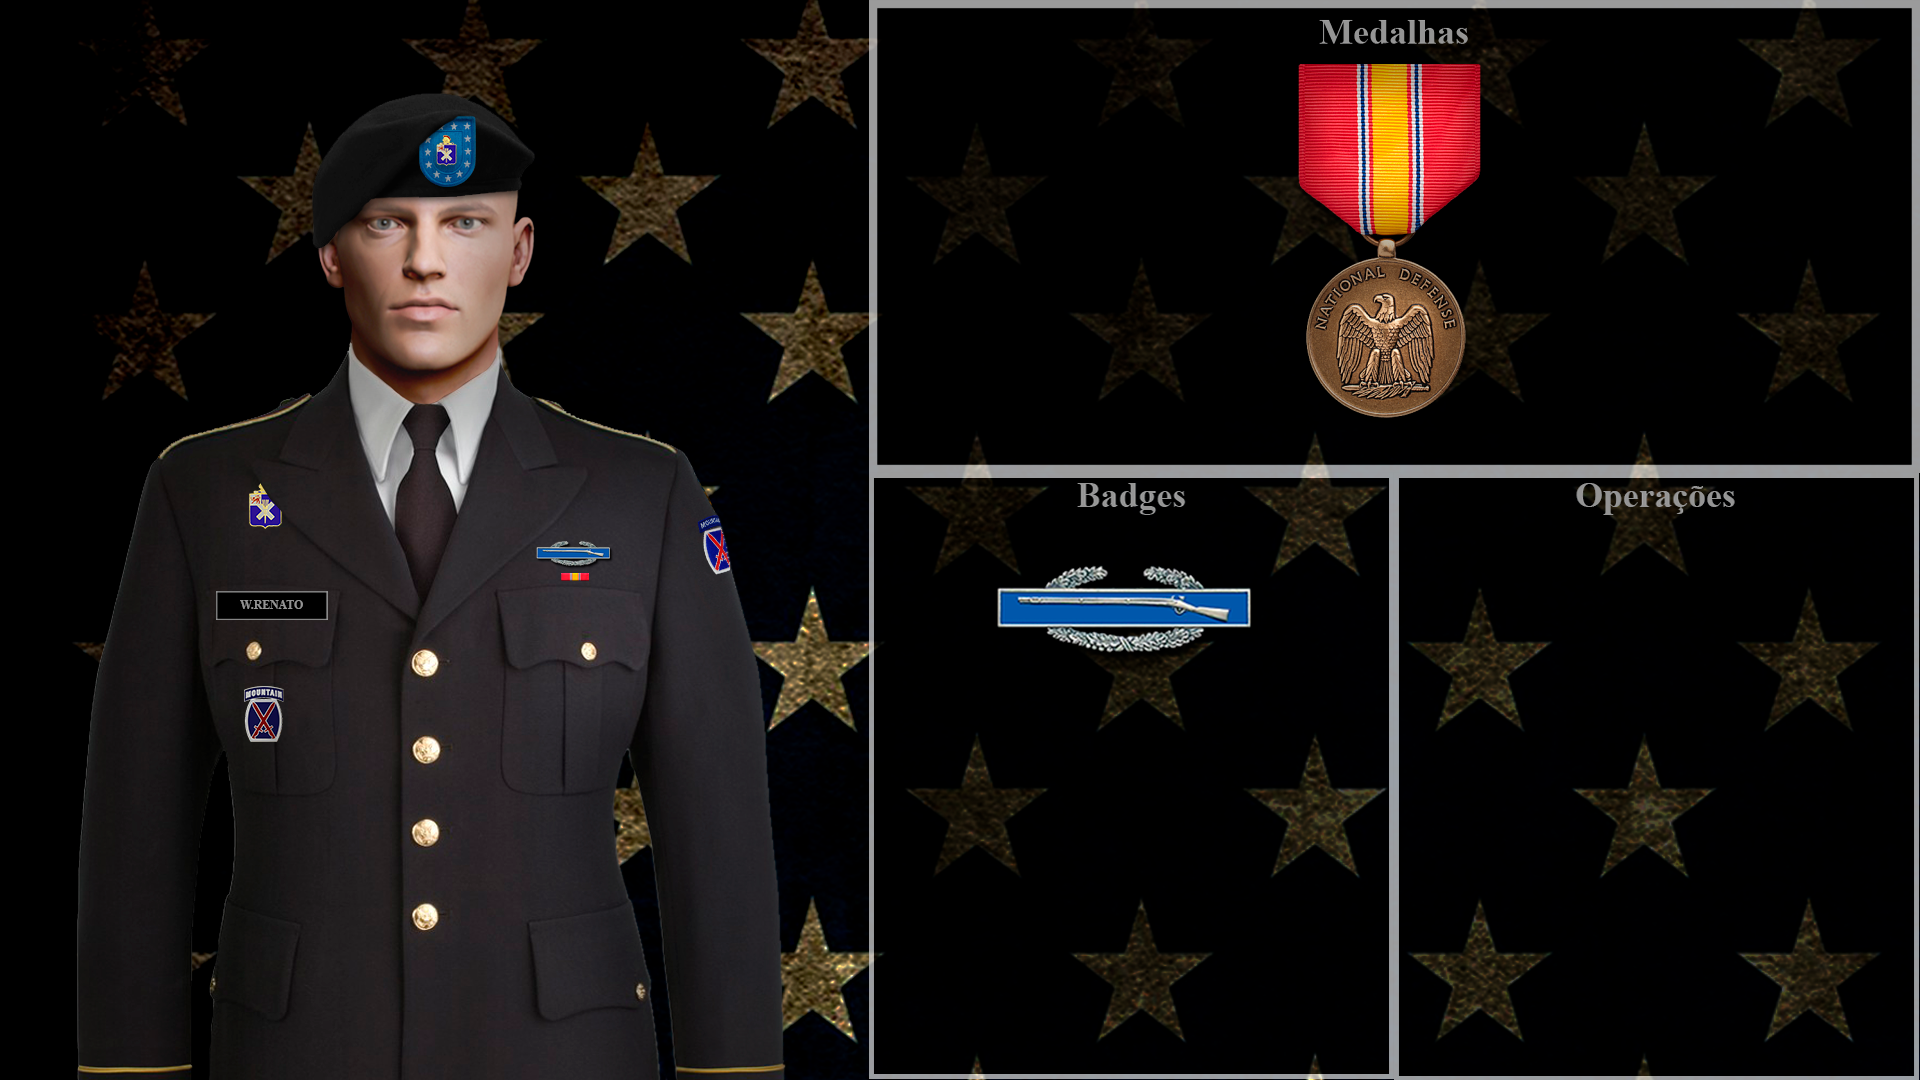 Medalhas
NATIONAL DEFENSE
Badges
Operações
W.RENATO
MOUNTAIN